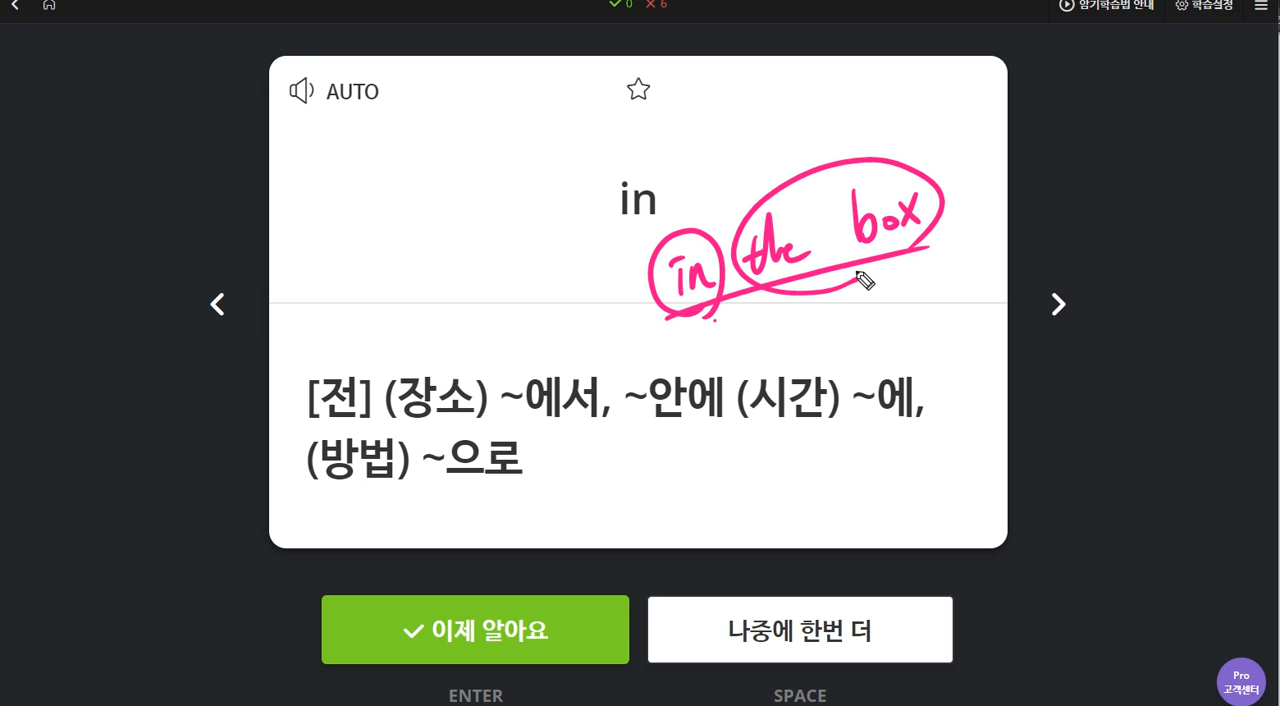 0 6 암기학습법 안내 학습설정
AUTO
in
in the box
[전] (장소) ~에서, ~안에 (시간) ~에,
(방법) ~으로
이제 알아요 나중에 한번 더
ENTER SPACE
Pro
고객센터